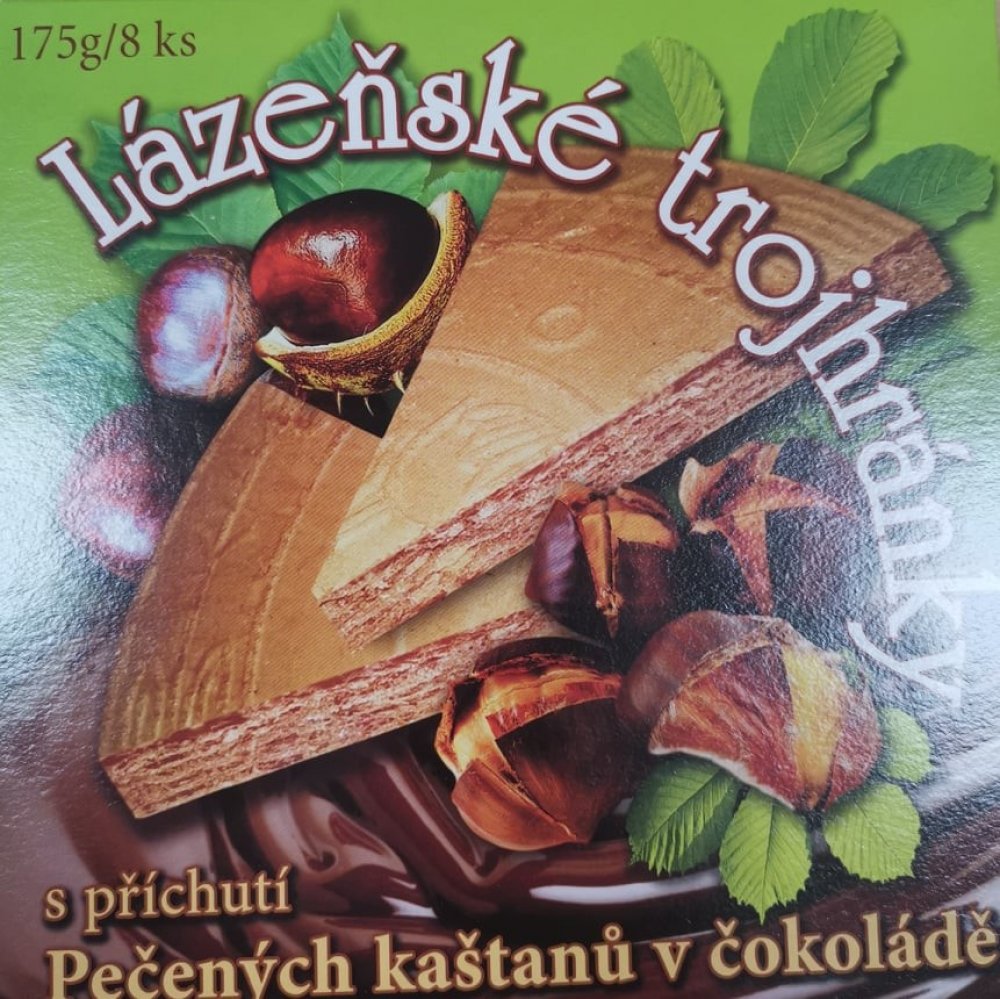 175g/8 ks
Lázeňské trojhránky
s příchutí
Pečených kaštanů v čokoládě